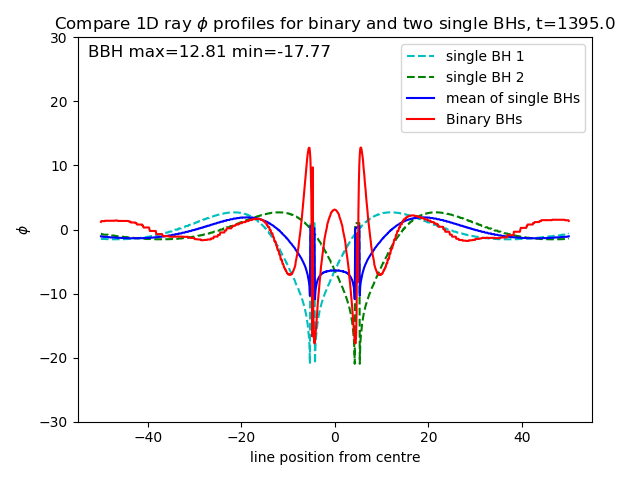 Compare 1D ray ϕ profiles for binary and two single BHs, t=1395.0
BBH max=12.81 min=-17.77
single BH 1
single BH 2
mean of single BHs
Binary BHs
30
20
10
0
−10
−20
−30
ϕ
−40
−20
0
20
40
line position from centre